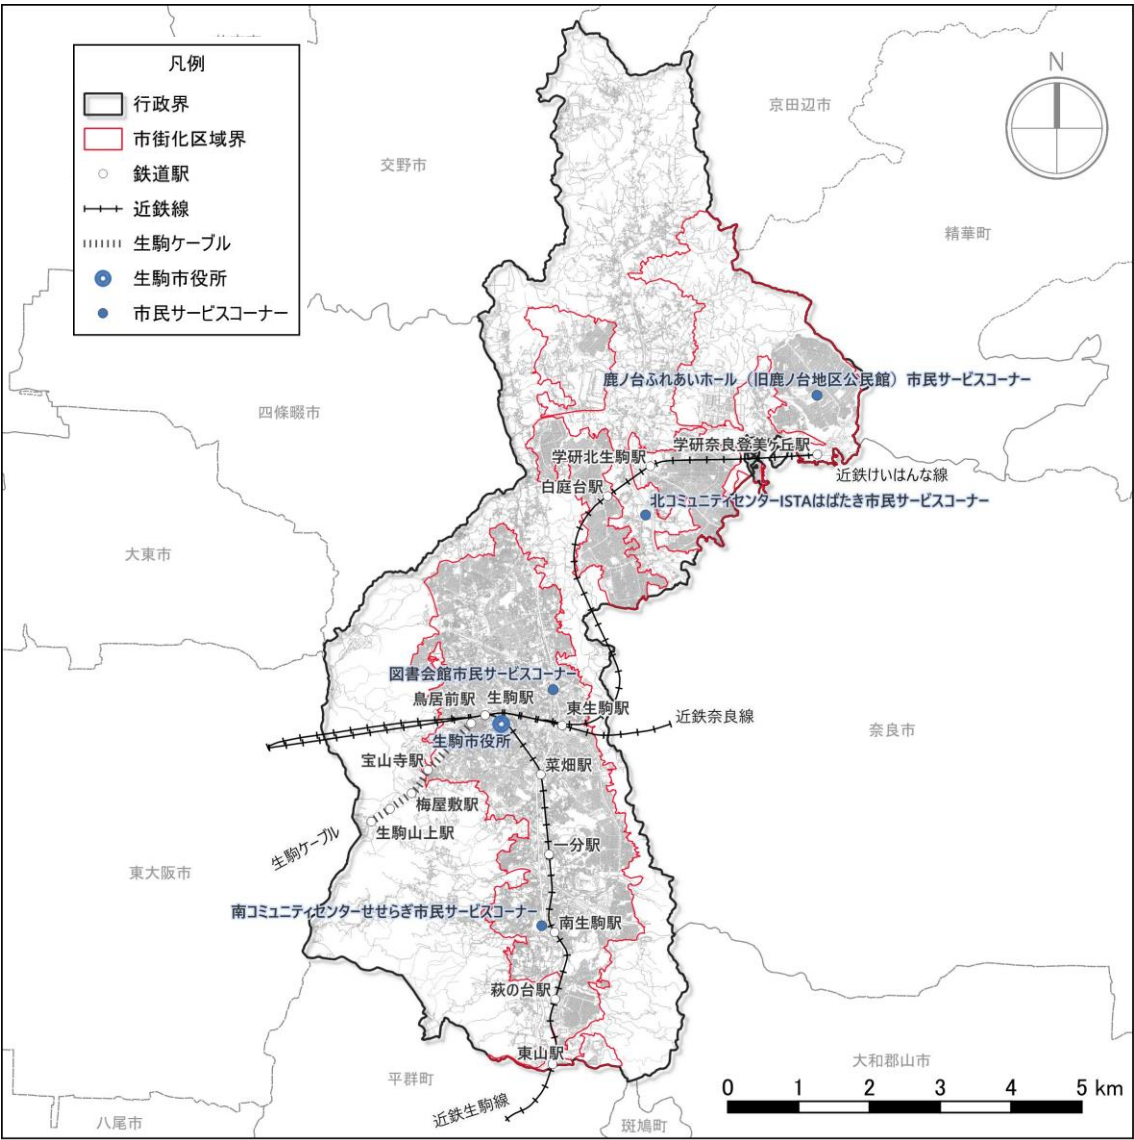 凡例
行政界
市街化区域界
鉄道駅
近鉄線
生駒ケーブル
生駒市役所
市民サービスコーナー
N
京田辺市
交野市
精華町
鹿ノ台ふれあいホール（旧鹿ノ台地区公民館）市民サービスコーナー
四條畷市
学研奈良登美ケ丘駅
学研北生駒駅
近鉄けいはんな線
白庭台駅
北コミュニティセンターISTAはばたき市民サービスコーナー
大東市
図書会館市民サービスコーナー
鳥居前駅
生駒駅
東生駒駅
近鉄奈良線
奈良市
生駒市役所
宝山寺駅
菜畑駅
梅屋敷駅
生駒山上駅
生駒ケーブル
一分駅
東大阪市
南コミュニティセンターせせらぎ市民サービスコーナー
南生駒駅
萩の台駅
東山駅
大和郡山市
平群町
0 1 2 3 4 5 km
近鉄生駒線
八尾市
斑鳩町